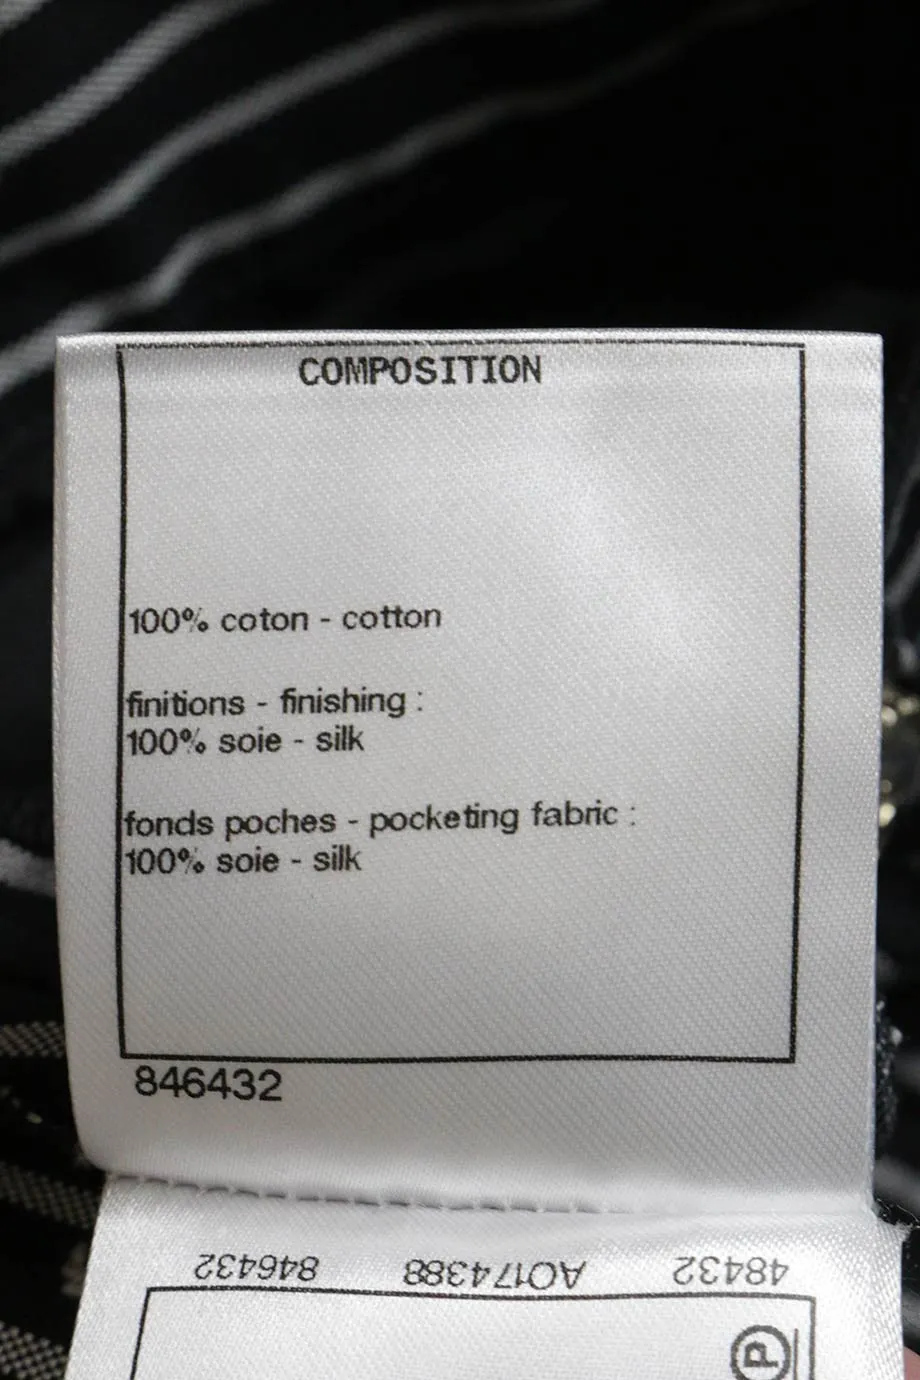 COMPOSITION
100% coton - cotton
finitions - finishing :
100% soie - silk
fonds poches - pocketing fabric :
100% soie - silk
846432
48432 AO174388 846432
P